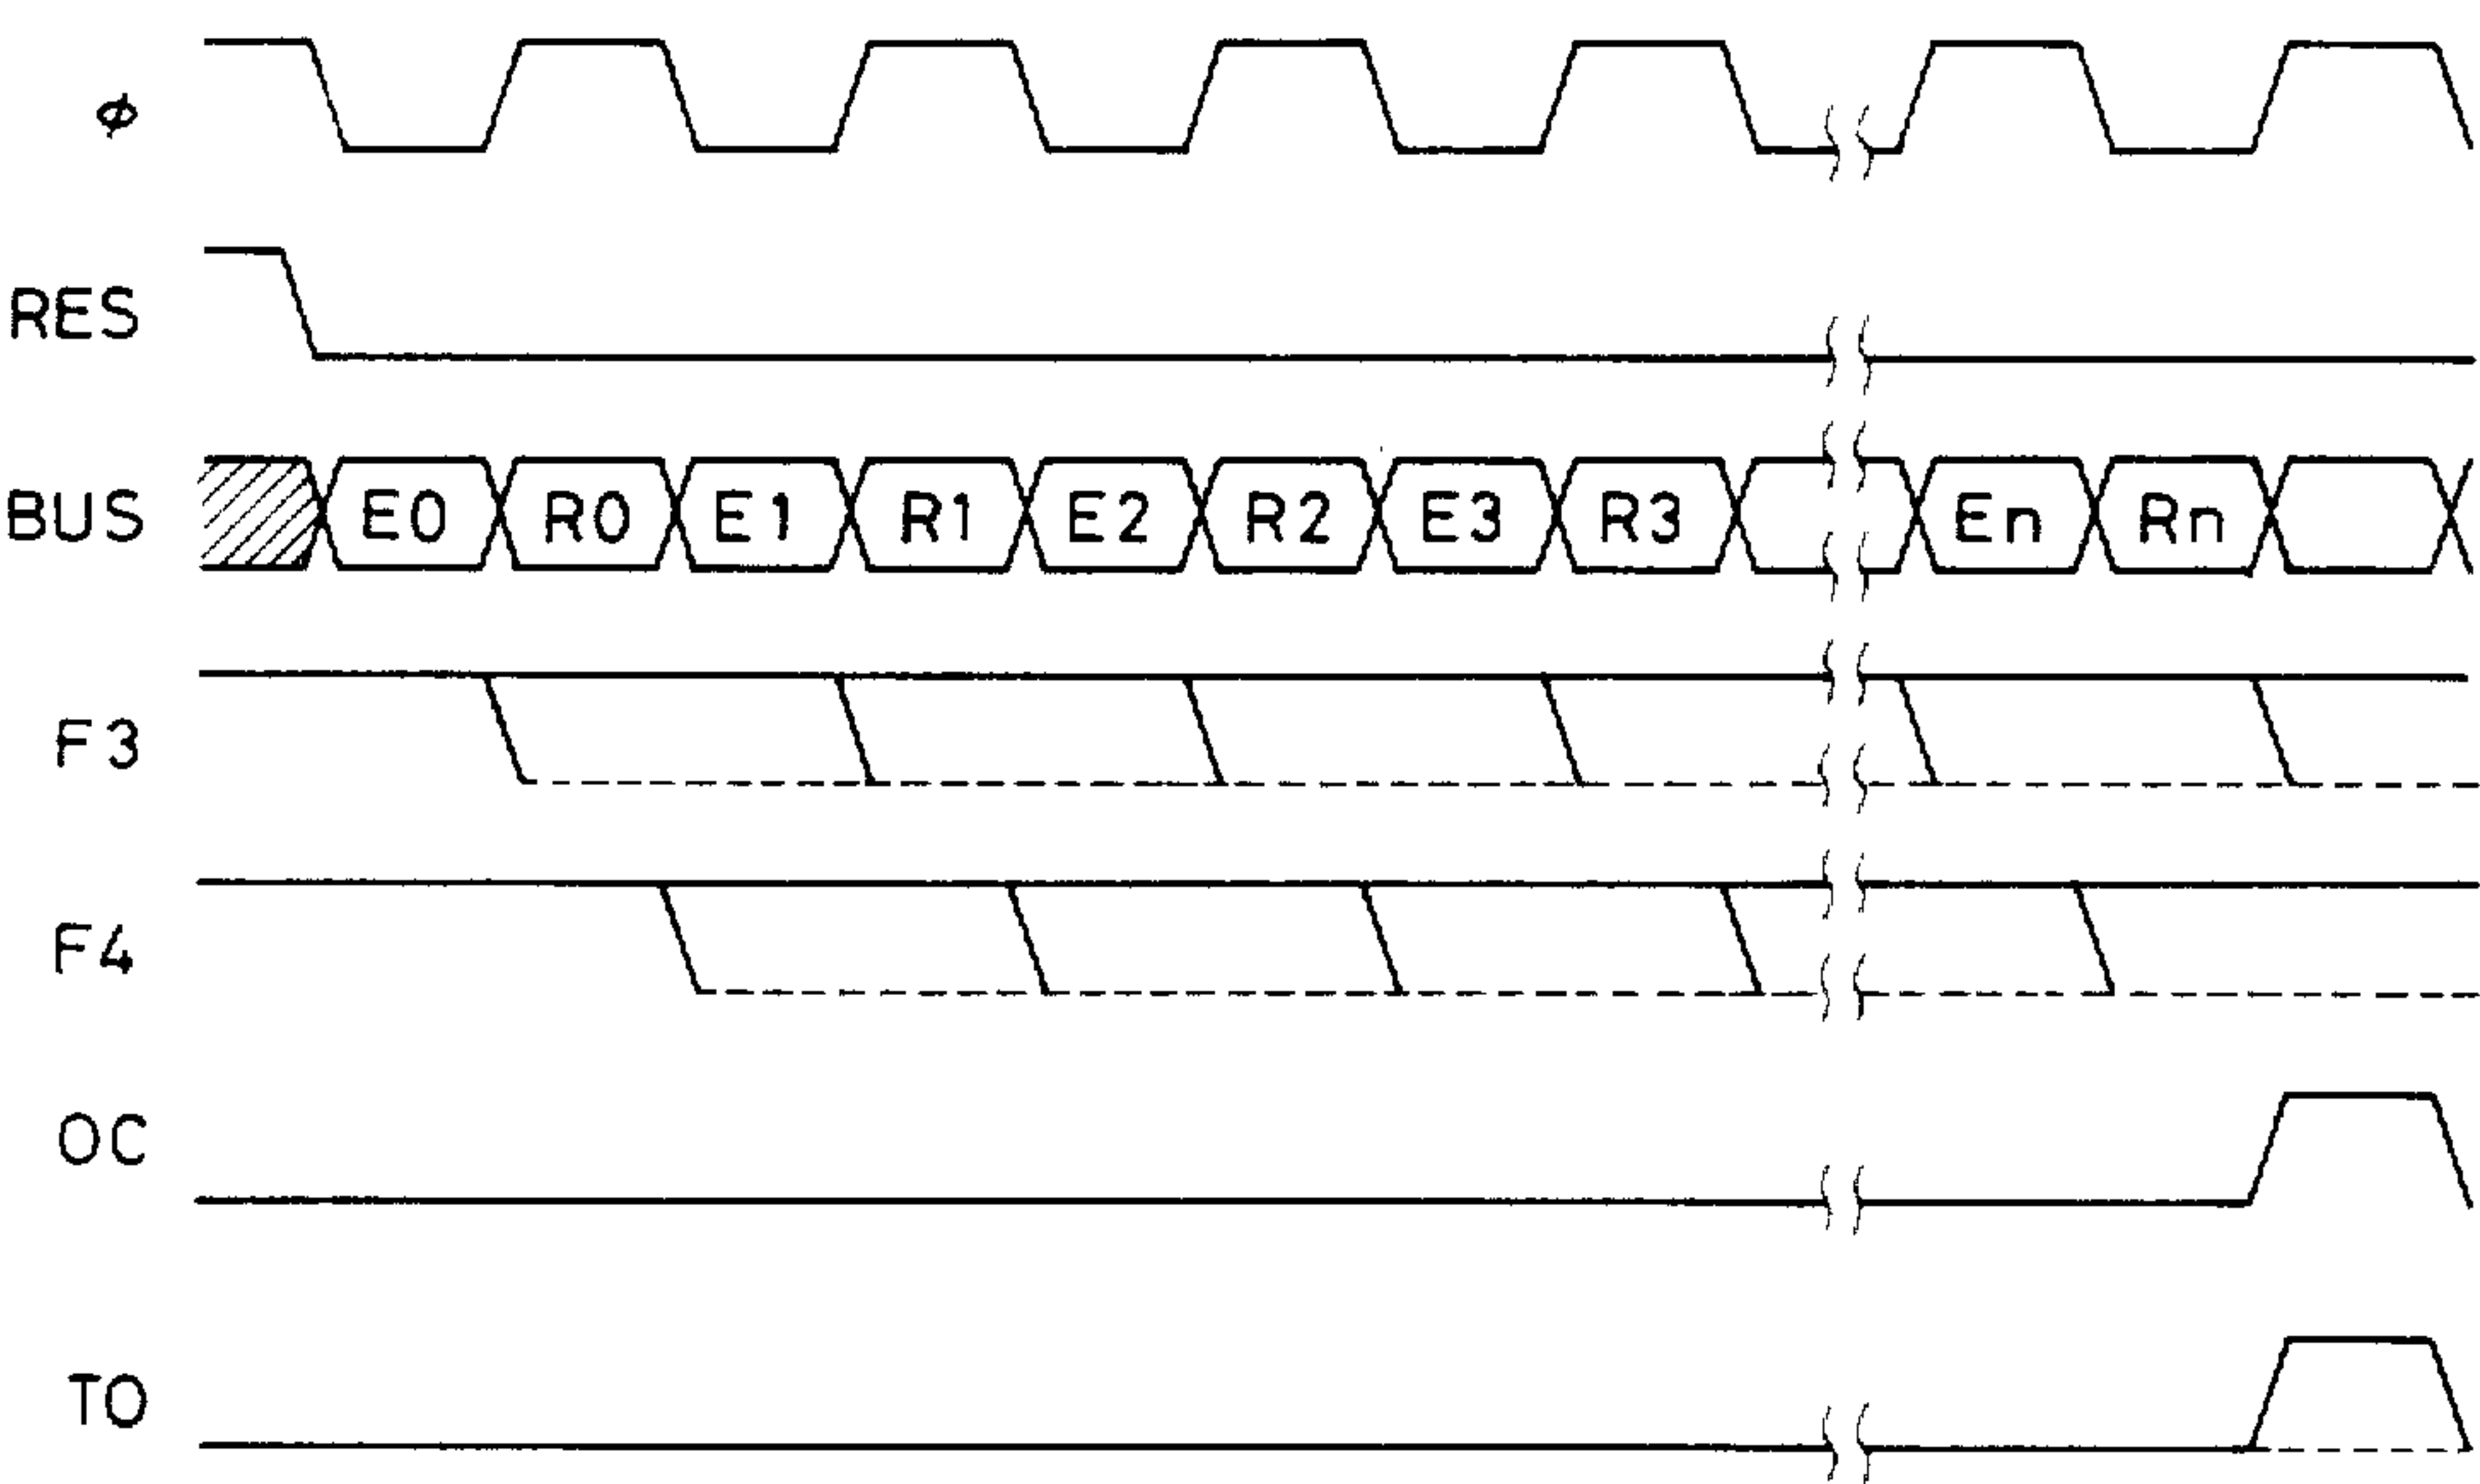 ϕ
RES
BUS E0 R0 E1 R1 E2 R2 E3 R3 En Rn
F3
F4
OC
TO